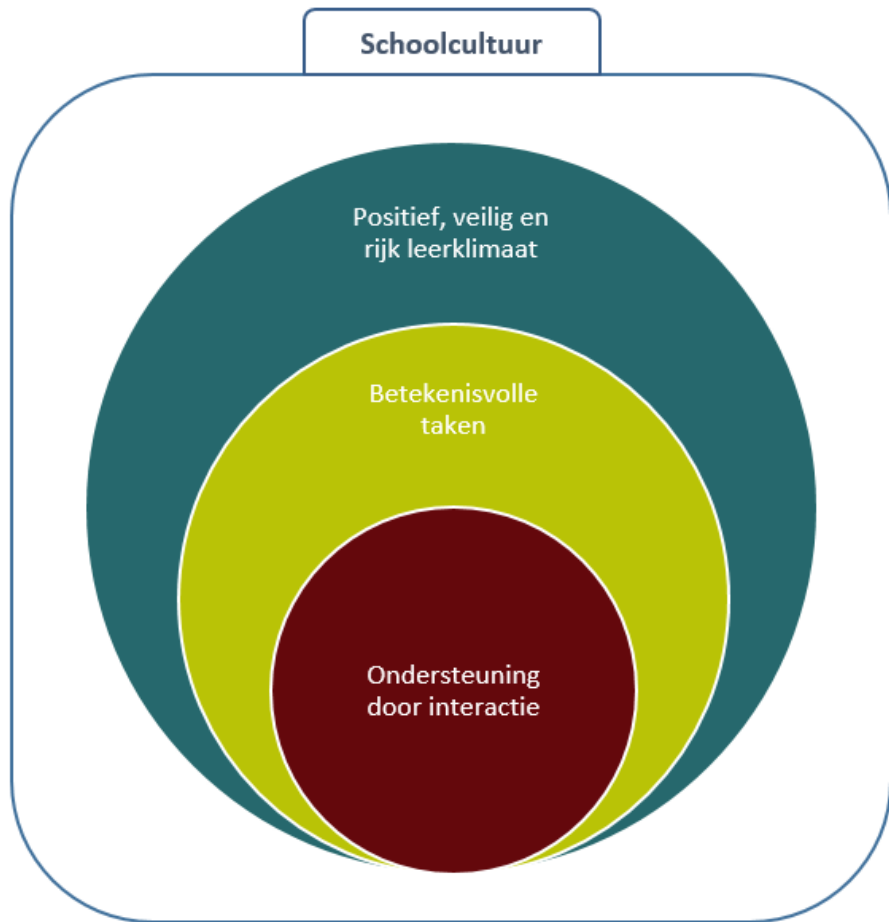 Schoolcultuur
Positief, veilig en
rijk leerklimaat
Betekenisvolle
taken
Ondersteuning
door interactie